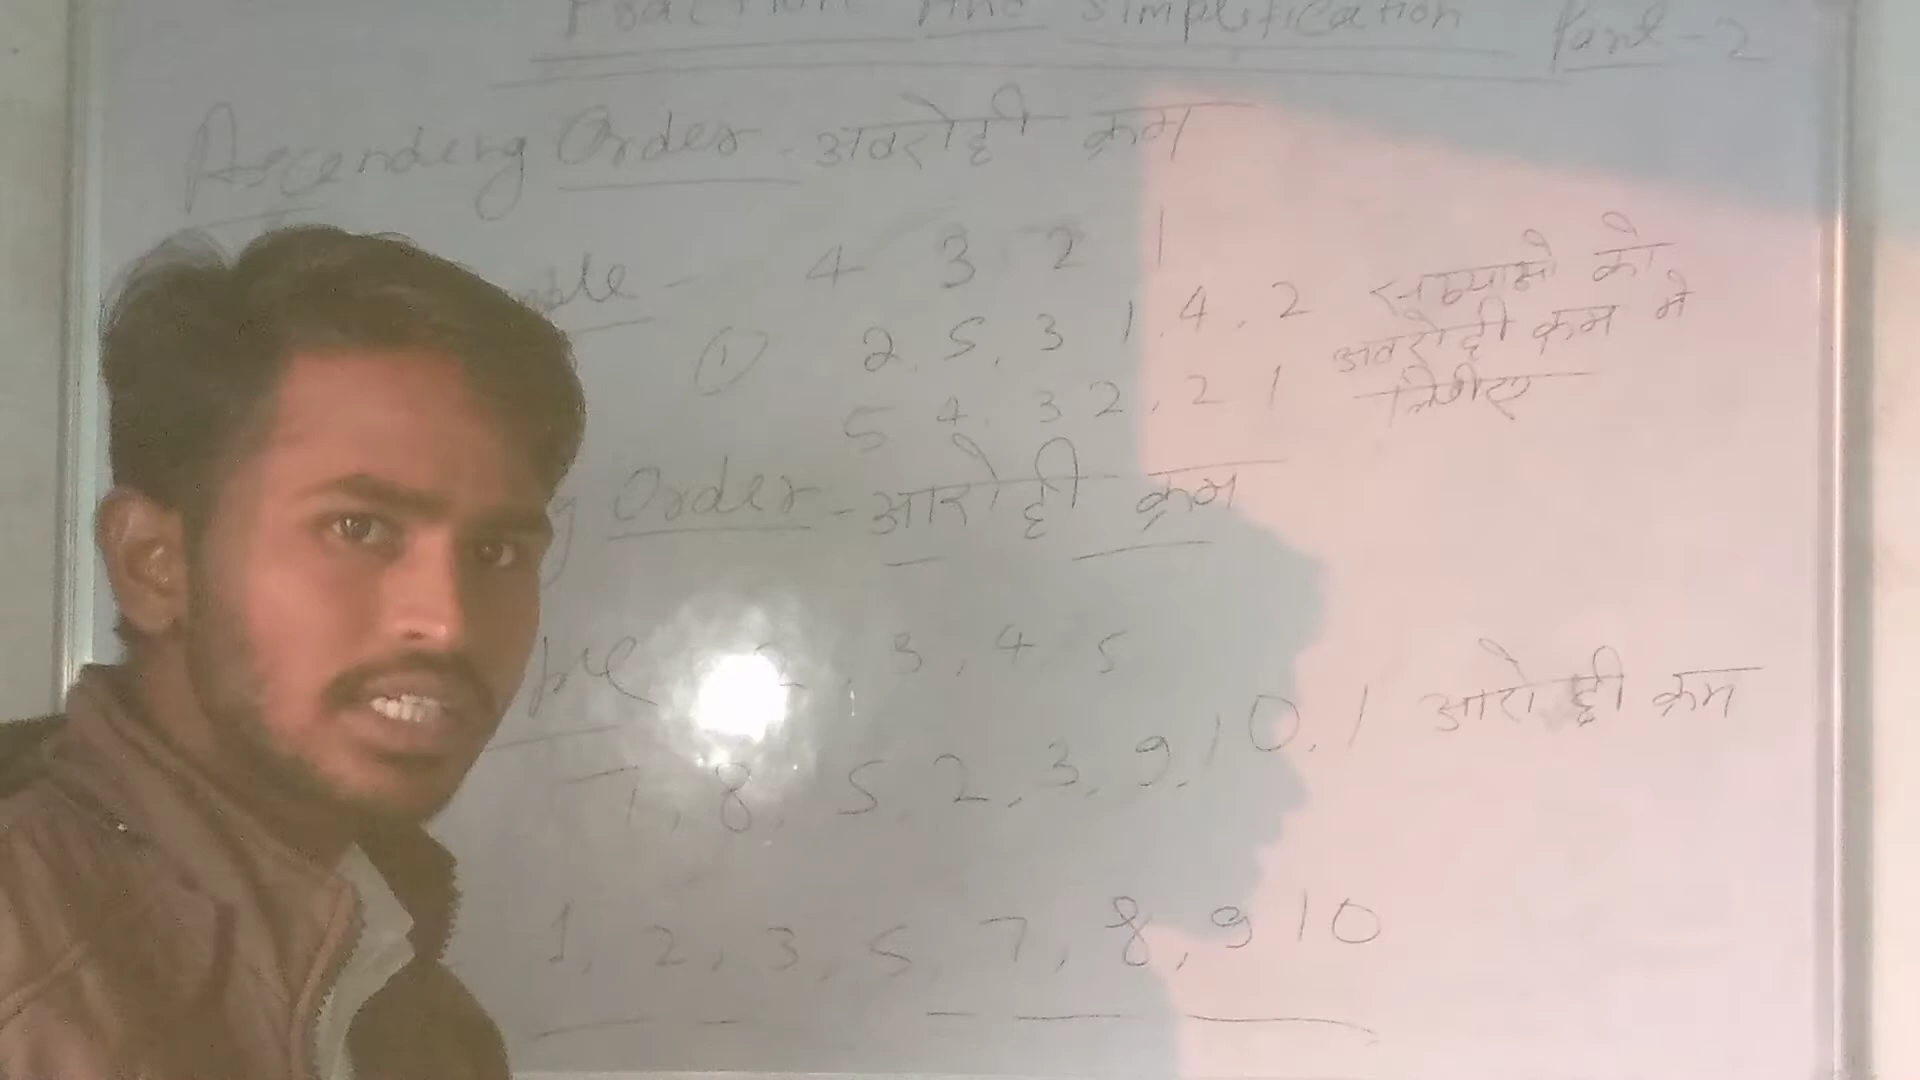 Fraction And Simplification Part-2
Ascending Order - अवरोही क्रम
4 3 2 1
① 2, 5, 3 1, 4, 2 संख्याओ को
अवरोही क्रम मे
लिखिए
5 4, 3 2, 2 1
Order - आरोही क्रम
3, 4 5
7, 8, 5, 2, 3, 9, 10, 1 आरोही क्रम
1, 2, 3, 5, 7, 8, 9 10